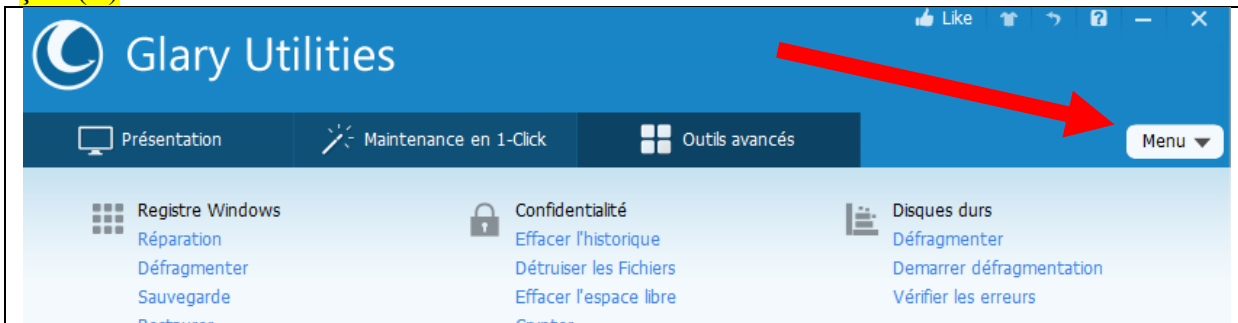 Like
Glary Utilities
Présentation
Maintenance en 1-Click
Outils avancés
Menu
Registre Windows
Réparation
Défragmenter
Sauvegarde
Confidentialité
Effacer l'historique
Détruiser les Fichiers
Effacer l'espace libre
Disques durs
Défragmenter
Demarrer défragmentation
Vérifier les erreurs